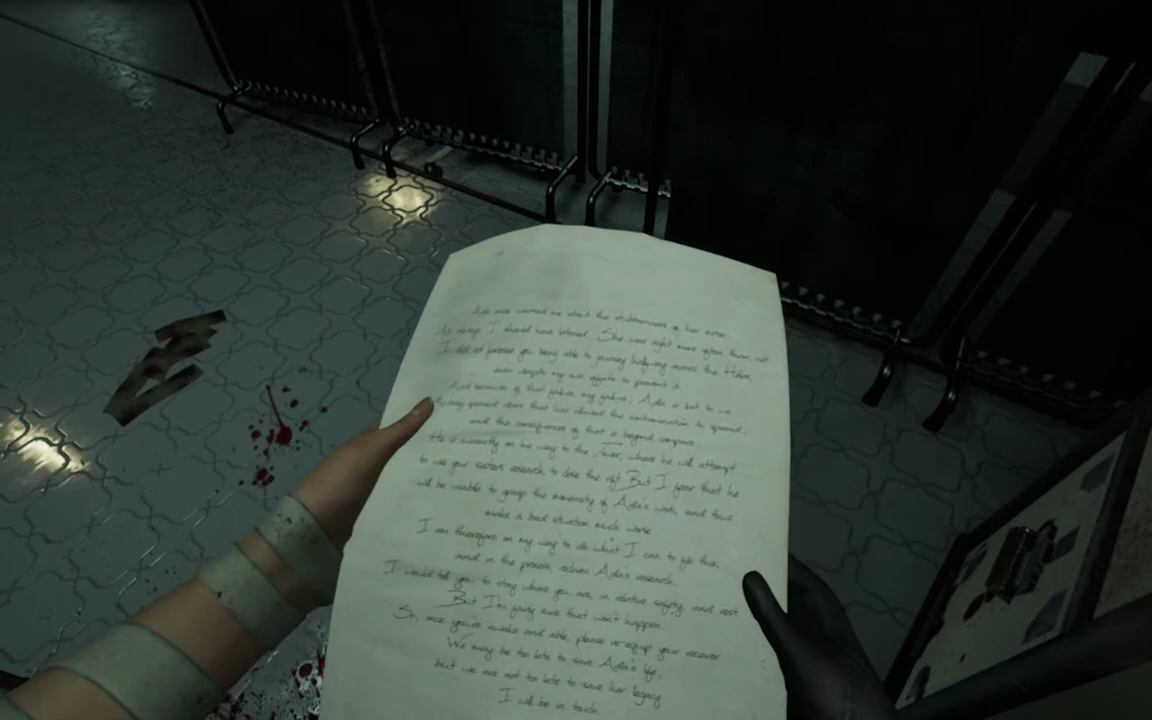 Ada once warned me about the stubbornness of her sister
As always, I should have listened. She was right more often than not
I did not foresee you being able to journey halfway across the Helen,
even despite my own efforts to prevent it
And because of that failure, my failure, Ada is lost to us
that has allowed the contamination to spread,
and the consequences of that is beyond compare
He is currently on his way to the Tower, where he will attempt
to use your sisters research to close the rift But I fear that he
will be unable to grasp the immensity of Ada's work, and thus
make a bad situation much worse
I am therefore on my way to do what I can to fix this,
and in the process, reclaim Ada's research.
I would tell you to stay where you are, in relative safety, and rest
But I'm fairly sure that won't happen.
So, once you're awake and able, please re-equip your receiver
We may be too late to save Ada's life,
but we are not too late to save her legacy
I will be in touch